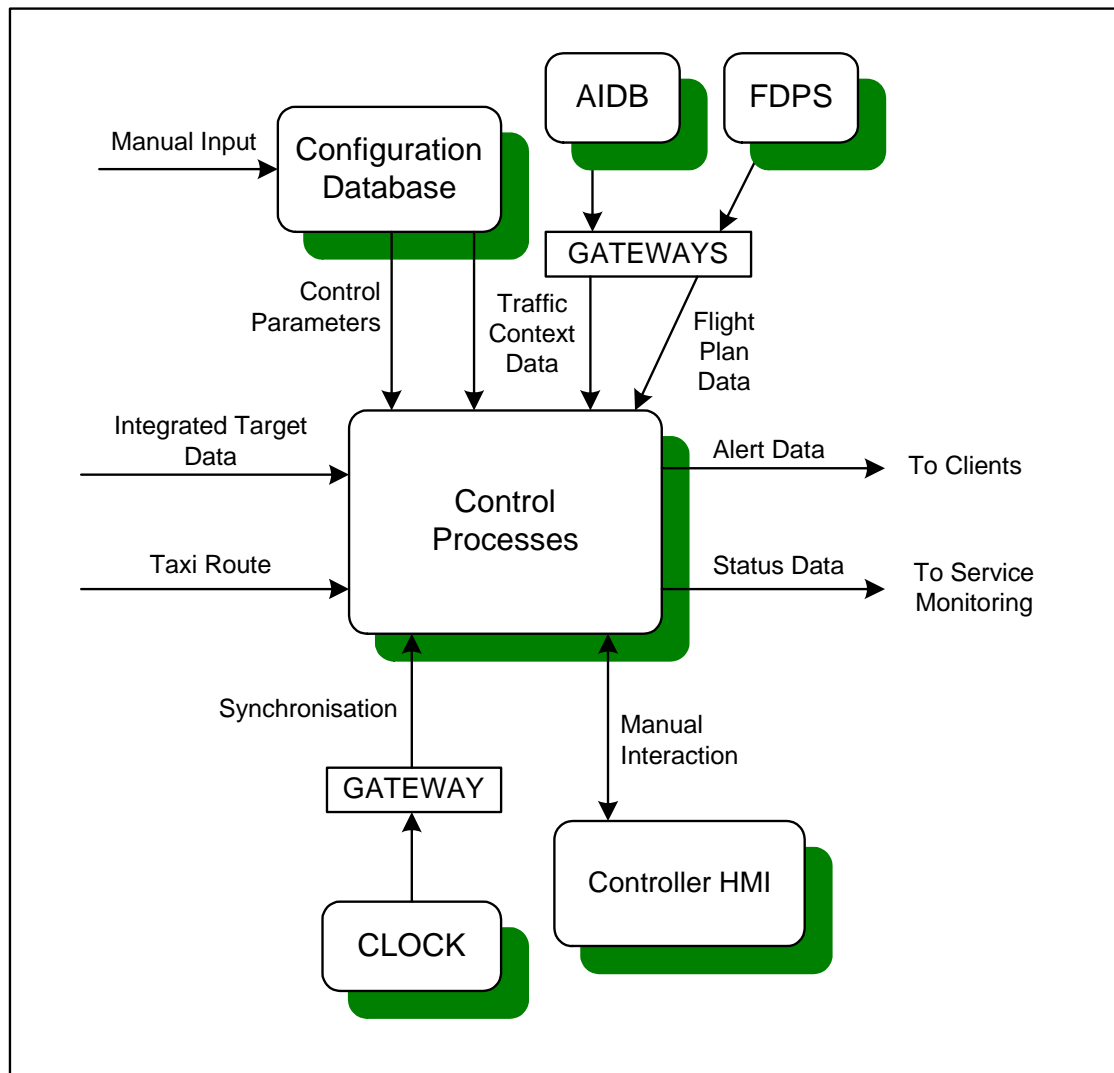 AIDB
FDPS
Manual Input
Configuration
Database
GATEWAYS
Control
Parameters
Traffic
Context
Data
Flight
Plan
Data
Integrated Target
Data
Alert Data
To Clients
Control
Processes
Taxi Route
Status Data
To Service
Monitoring
Synchronisation
Manual
Interaction
GATEWAY
Controller HMI
CLOCK